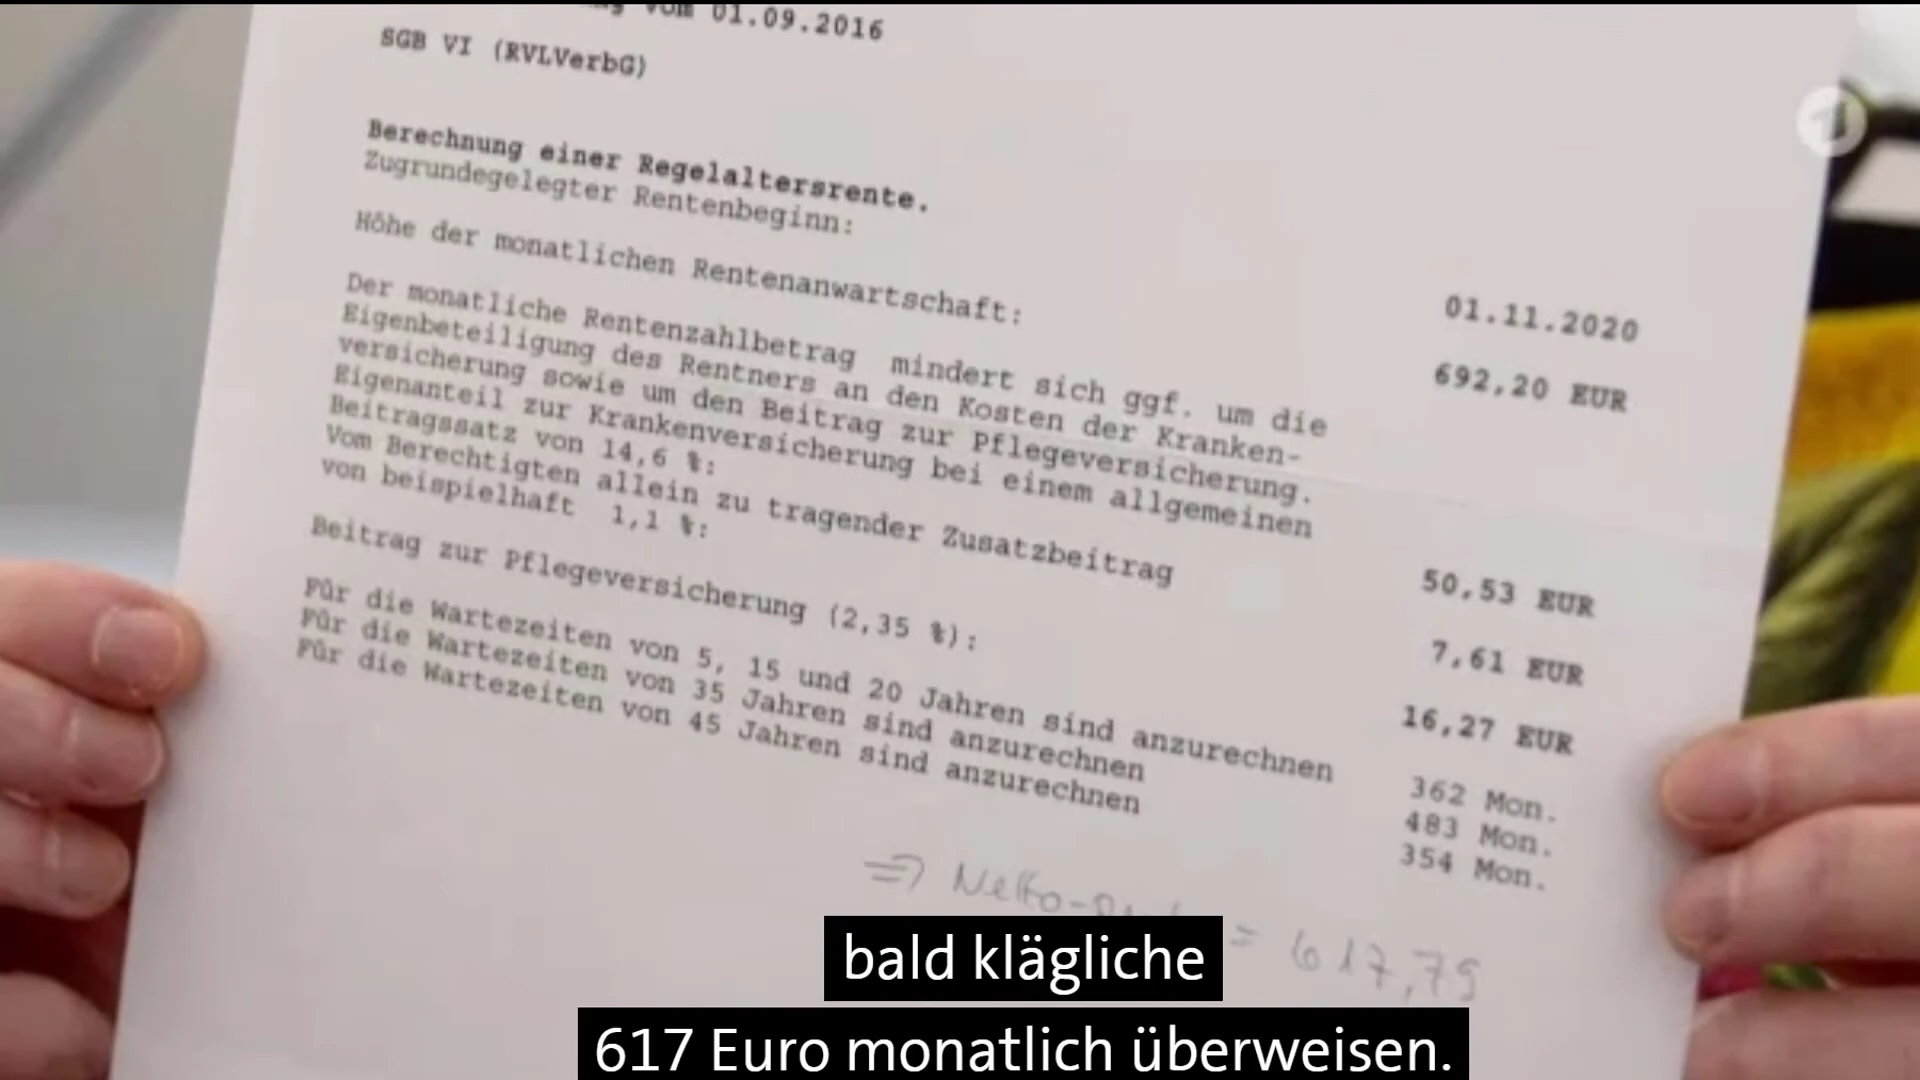 vom 01.09.2016
SGB VI (RVLVerbG)
Berechnung einer Regelaltersrente.
Zugrundegelegter Rentenbeginn: 01.11.2020
Höhe der monatlichen Rentenanwartschaft: 692,20 EUR
Der monatliche Rentenzahlbetrag mindert sich ggf. um die
Eigenbeteiligung des Rentners an den Kosten der Kranken-
versicherung sowie um den Beitrag zur Pflegeversicherung.
Eigenanteil zur Krankenversicherung bei einem allgemeinen
Beitragssatz von 14,6 %: 50,53 EUR
Vom Berechtigten allein zu tragender Zusatzbeitrag
von beispielhaft 1,1 %: 7,61 EUR
Beitrag zur Pflegeversicherung (2,35 %): 16,27 EUR
Für die Wartezeiten von 5, 15 und 20 Jahren sind anzurechnen 362 Mon.
Für die Wartezeiten von 35 Jahren sind anzurechnen 483 Mon.
Für die Wartezeiten von 45 Jahren sind anzurechnen 354 Mon.
⇒ Netto- = 617,79
bald klägliche
617 Euro monatlich überweisen.